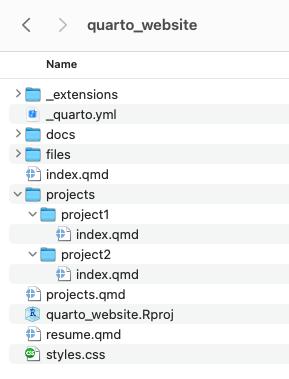 quarto_website
Name
_extensions
_quarto.yml
docs
files
index.qmd
projects
project1
index.qmd
project2
index.qmd
projects.qmd
quarto_website.Rproj
resume.qmd
styles.css